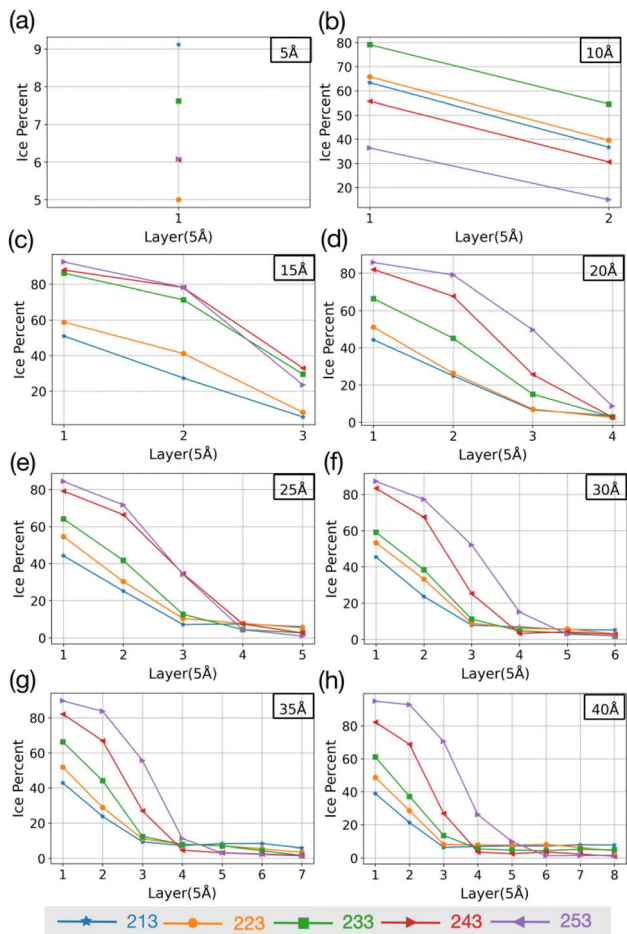 (a)
5Å
Ice Percent
9
8
7
6
5
1
Layer(5Å)
(b)
10Å
Ice Percent
80
70
60
50
40
30
20
1 2
Layer(5Å)
(c)
15Å
Ice Percent
80
60
40
20
1 2 3
Layer(5Å)
(d)
20Å
Ice Percent
80
60
40
20
0
1 2 3 4
Layer(5Å)
(e)
25Å
Ice Percent
80
60
40
20
0
1 2 3 4 5
Layer(5Å)
(f)
30Å
Ice Percent
80
60
40
20
0
1 2 3 4 5 6
Layer(5Å)
(g)
35Å
Ice Percent
80
60
40
20
0
1 2 3 4 5 6 7
Layer(5Å)
(h)
40Å
Ice Percent
80
60
40
20
0
1 2 3 4 5 6 7 8
Layer(5Å)
213 223 233 243 253